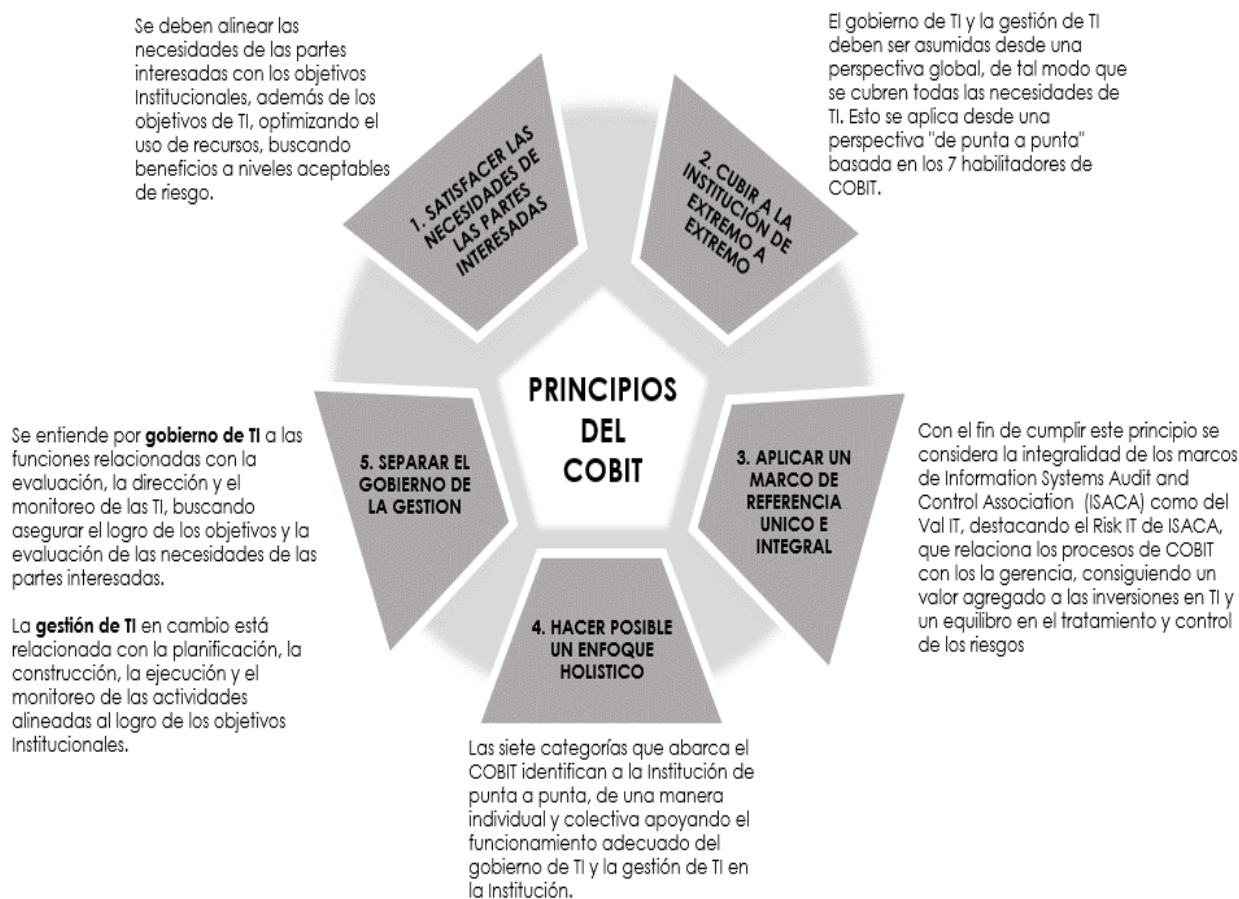 Se deben alinear las
necesidades de las partes
interesadas con los objetivos
Institucionales, además de los
objetivos de TI, optimizando el
uso de recursos, buscando
beneficios a niveles aceptables
de riesgo.
El gobierno de TI y la gestión de TI
deben ser asumidas desde una
perspectiva global, de tal modo que
se cubren todas las necesidades de
TI. Esto se aplica desde una
perspectiva "de punta a punta"
basada en los 7 habilitadores de
COBIT.
1. SATISFACER LAS
NECESIDADES DE
LAS PARTES
INTERESADAS
2. CUBIR A LA
INSTITUCIÓN DE
EXTREMO A
EXTREMO
PRINCIPIOS
DEL
COBIT
3. APLICAR UN
MARCO DE
REFERENCIA
UNICO E
INTEGRAL
Con el fin de cumplir este principio se
considera la integralidad de los marcos
de Information Systems Audit and
Control Association (ISACA) como del
Val IT, destacando el Risk IT de ISACA,
que relaciona los procesos de COBIT
con los la gerencia, consiguiendo un
valor agregado a las inversiones en TI y
un equilibro en el tratamiento y control
de los riesgos
4. HACER POSIBLE
UN ENFOQUE
HOLISTICO
Las siete categorías que abarca el
COBIT identifican a la Institución de
punta a punta, de una manera
individual y colectiva apoyando el
funcionamiento adecuado del
gobierno de TI y la gestión de TI en
la Institución.
5. SEPARAR EL
GOBIERNO DE
LA GESTION
Se entiende por gobierno de TI a las
funciones relacionadas con la
evaluación, la dirección y el
monitoreo de las TI, buscando
asegurar el logro de los objetivos y la
evaluación de las necesidades de las
partes interesadas.
La gestión de TI en cambio está
relacionada con la planificación, la
construcción, la ejecución y el
monitoreo de las actividades
alineadas al logro de los objetivos
Institucionales.